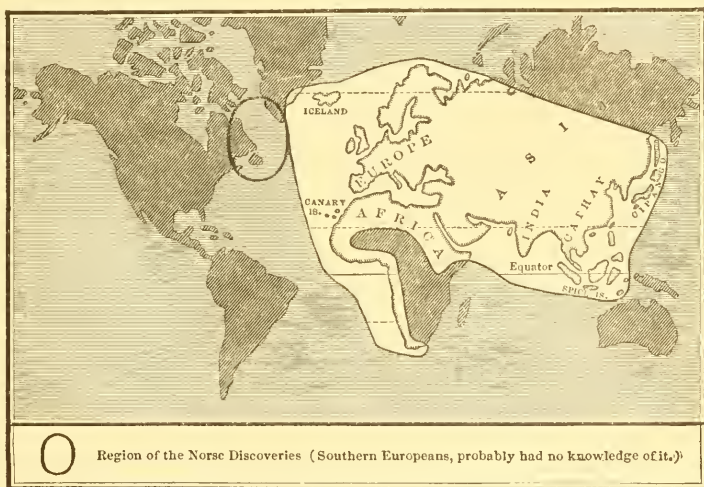 ICELAND
EUROPE
ASI
CANARY
IS.
AFRICA
INDIA
CATHAY
Equator
SPICE IS.
Region of the Norse Discoveries (Southern Europeans, probably had no knowledge of it.)